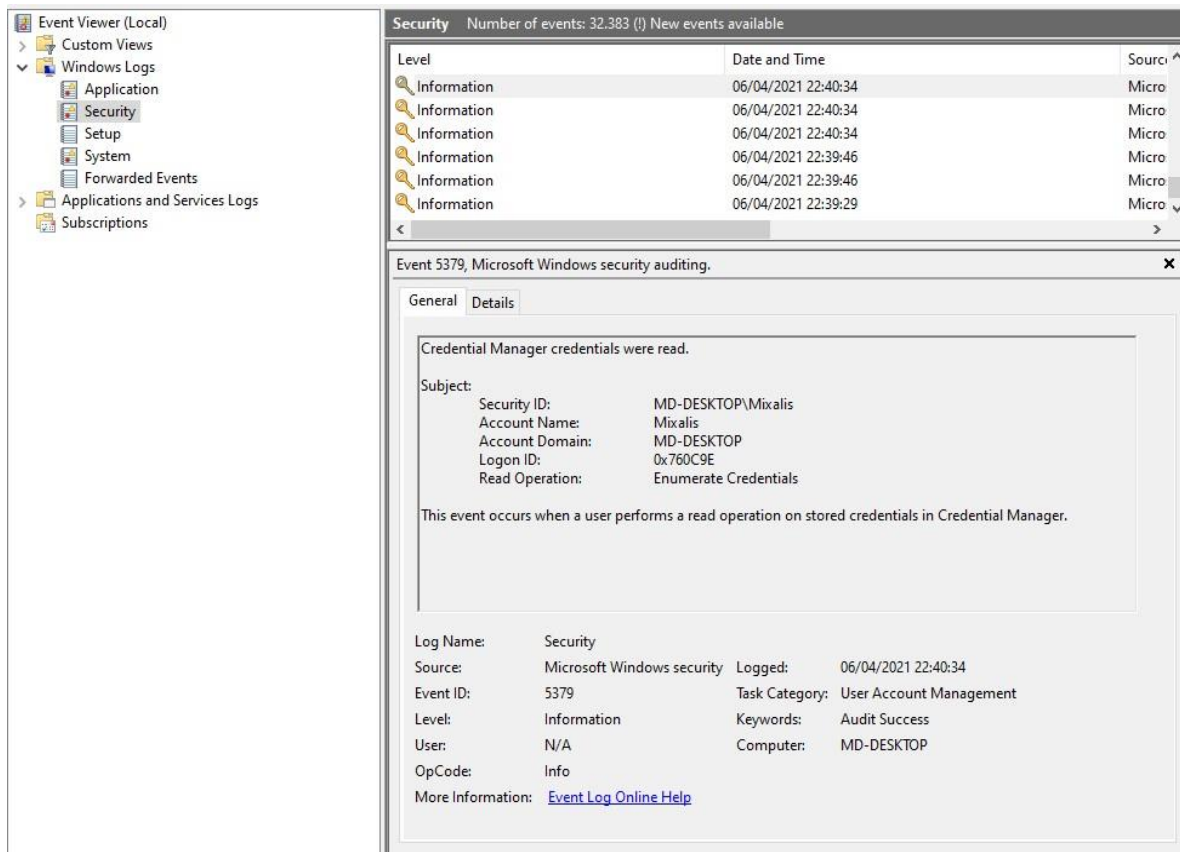 Event Viewer (Local)
Custom Views
Windows Logs
Application
Security
Setup
System
Forwarded Events
Applications and Services Logs
Subscriptions
Security Number of events: 32.383 (!) New events available
Level Date and Time Sourc
Information 06/04/2021 22:40:34 Micro
Information 06/04/2021 22:40:34 Micro
Information 06/04/2021 22:40:34 Micro
Information 06/04/2021 22:39:46 Micro
Information 06/04/2021 22:39:46 Micro
Information 06/04/2021 22:39:29 Micro
Event 5379, Microsoft Windows security auditing.
General Details
Credential Manager credentials were read.
Subject:
Security ID: MD-DESKTOP\Mixalis
Account Name: Mixalis
Account Domain: MD-DESKTOP
Logon ID: 0x760C9E
Read Operation: Enumerate Credentials
This event occurs when a user performs a read operation on stored credentials in Credential Manager.
Log Name: Security
Source: Microsoft Windows security Logged: 06/04/2021 22:40:34
Event ID: 5379 Task Category: User Account Management
Level: Information Keywords: Audit Success
User: N/A Computer: MD-DESKTOP
OpCode: Info
More Information: Event Log Online Help